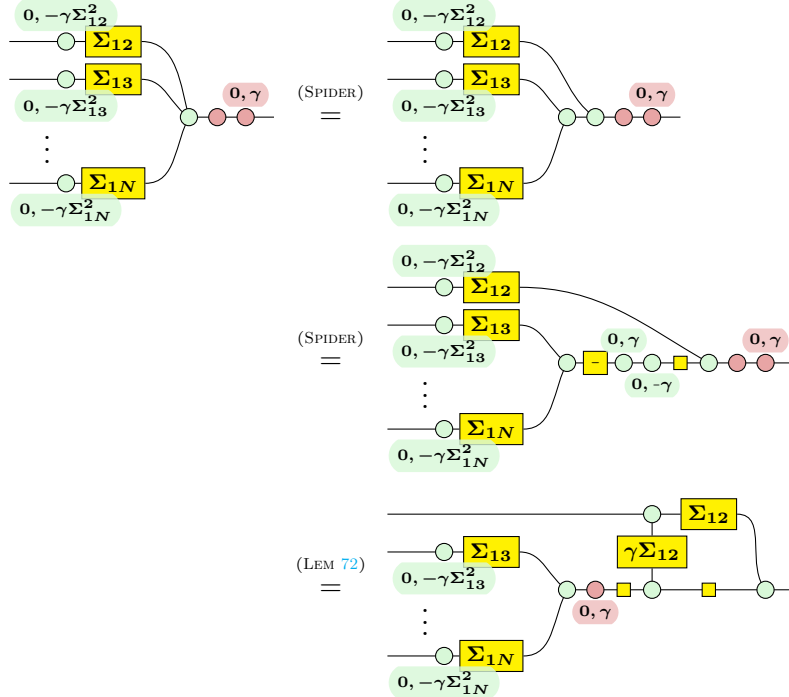 0, −γΣ²₁₂ 0, −γΣ²₁₂
Σ₁₂ Σ₁₂
Σ₁₃ 0, γ (SPIDER) Σ₁₃ 0, γ
0, −γΣ²₁₃ = 0, −γΣ²₁₃
⋮ ⋮
Σ₁N Σ₁N
0, −γΣ²₁N 0, −γΣ²₁N
0, −γΣ²₁₂
Σ₁₂
(SPIDER) Σ₁₃ 0, γ 0, γ
= 0, −γΣ²₁₃ - 0, -γ
⋮
Σ₁N
0, −γΣ²₁N
Σ₁₂
(LEM 72) Σ₁₃ γΣ₁₂
= 0, −γΣ²₁₃
0, γ
⋮
Σ₁N
0, −γΣ²₁N